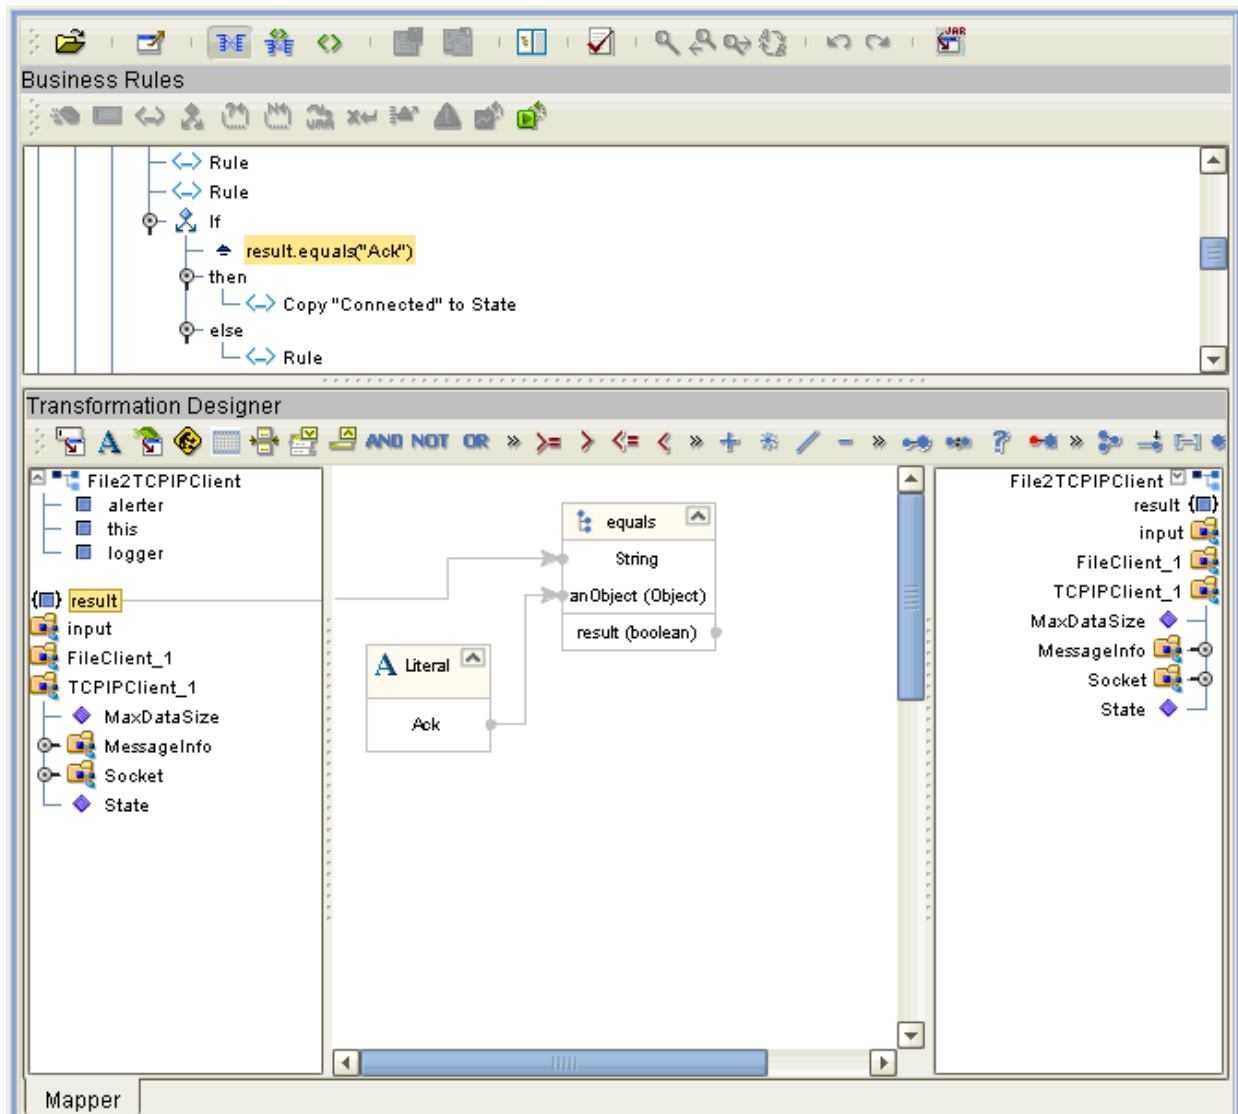 JAR
Business Rules
Rule
Rule
If
result.equals("Ack")
then
Copy "Connected" to State
else
Rule
Transformation Designer
A AND NOT OR » >= > <= < » + * / - » ? »
File2TCPIPClient
alerter
this
logger
result
input
FileClient_1
TCPIPClient_1
MaxDataSize
MessageInfo
Socket
State
equals
String
anObject (Object)
result (boolean)
A Literal
Ack
File2TCPIPClient
result
input
FileClient_1
TCPIPClient_1
MaxDataSize
MessageInfo
Socket
State
Mapper